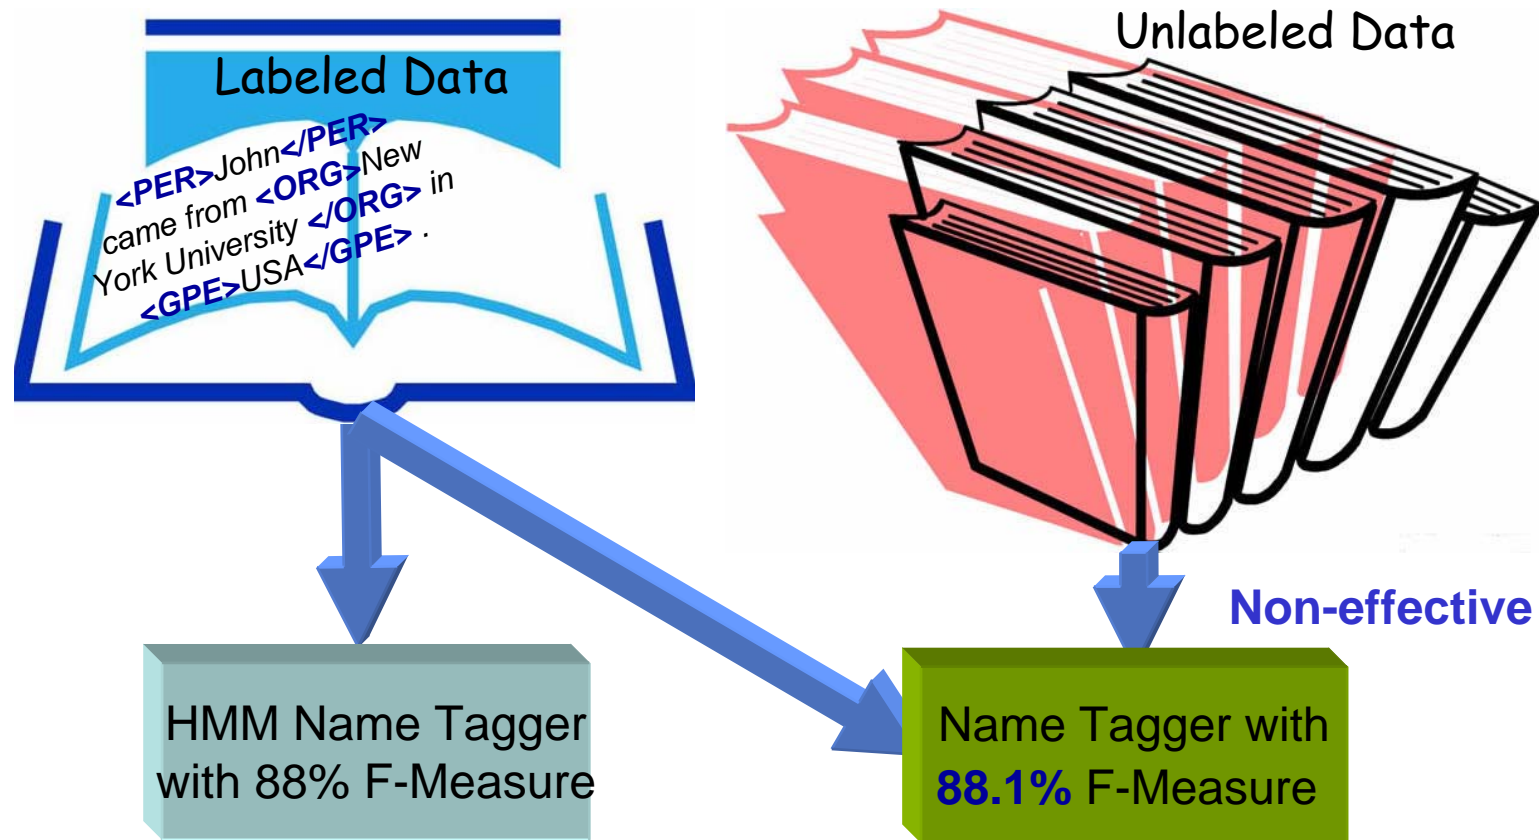 Labeled Data
<PER>John</PER>
came from <ORG>New
York University </ORG> in
<GPE>USA</GPE> .
Unlabeled Data
Non-effective
HMM Name Tagger
with 88% F-Measure
Name Tagger with
88.1% F-Measure